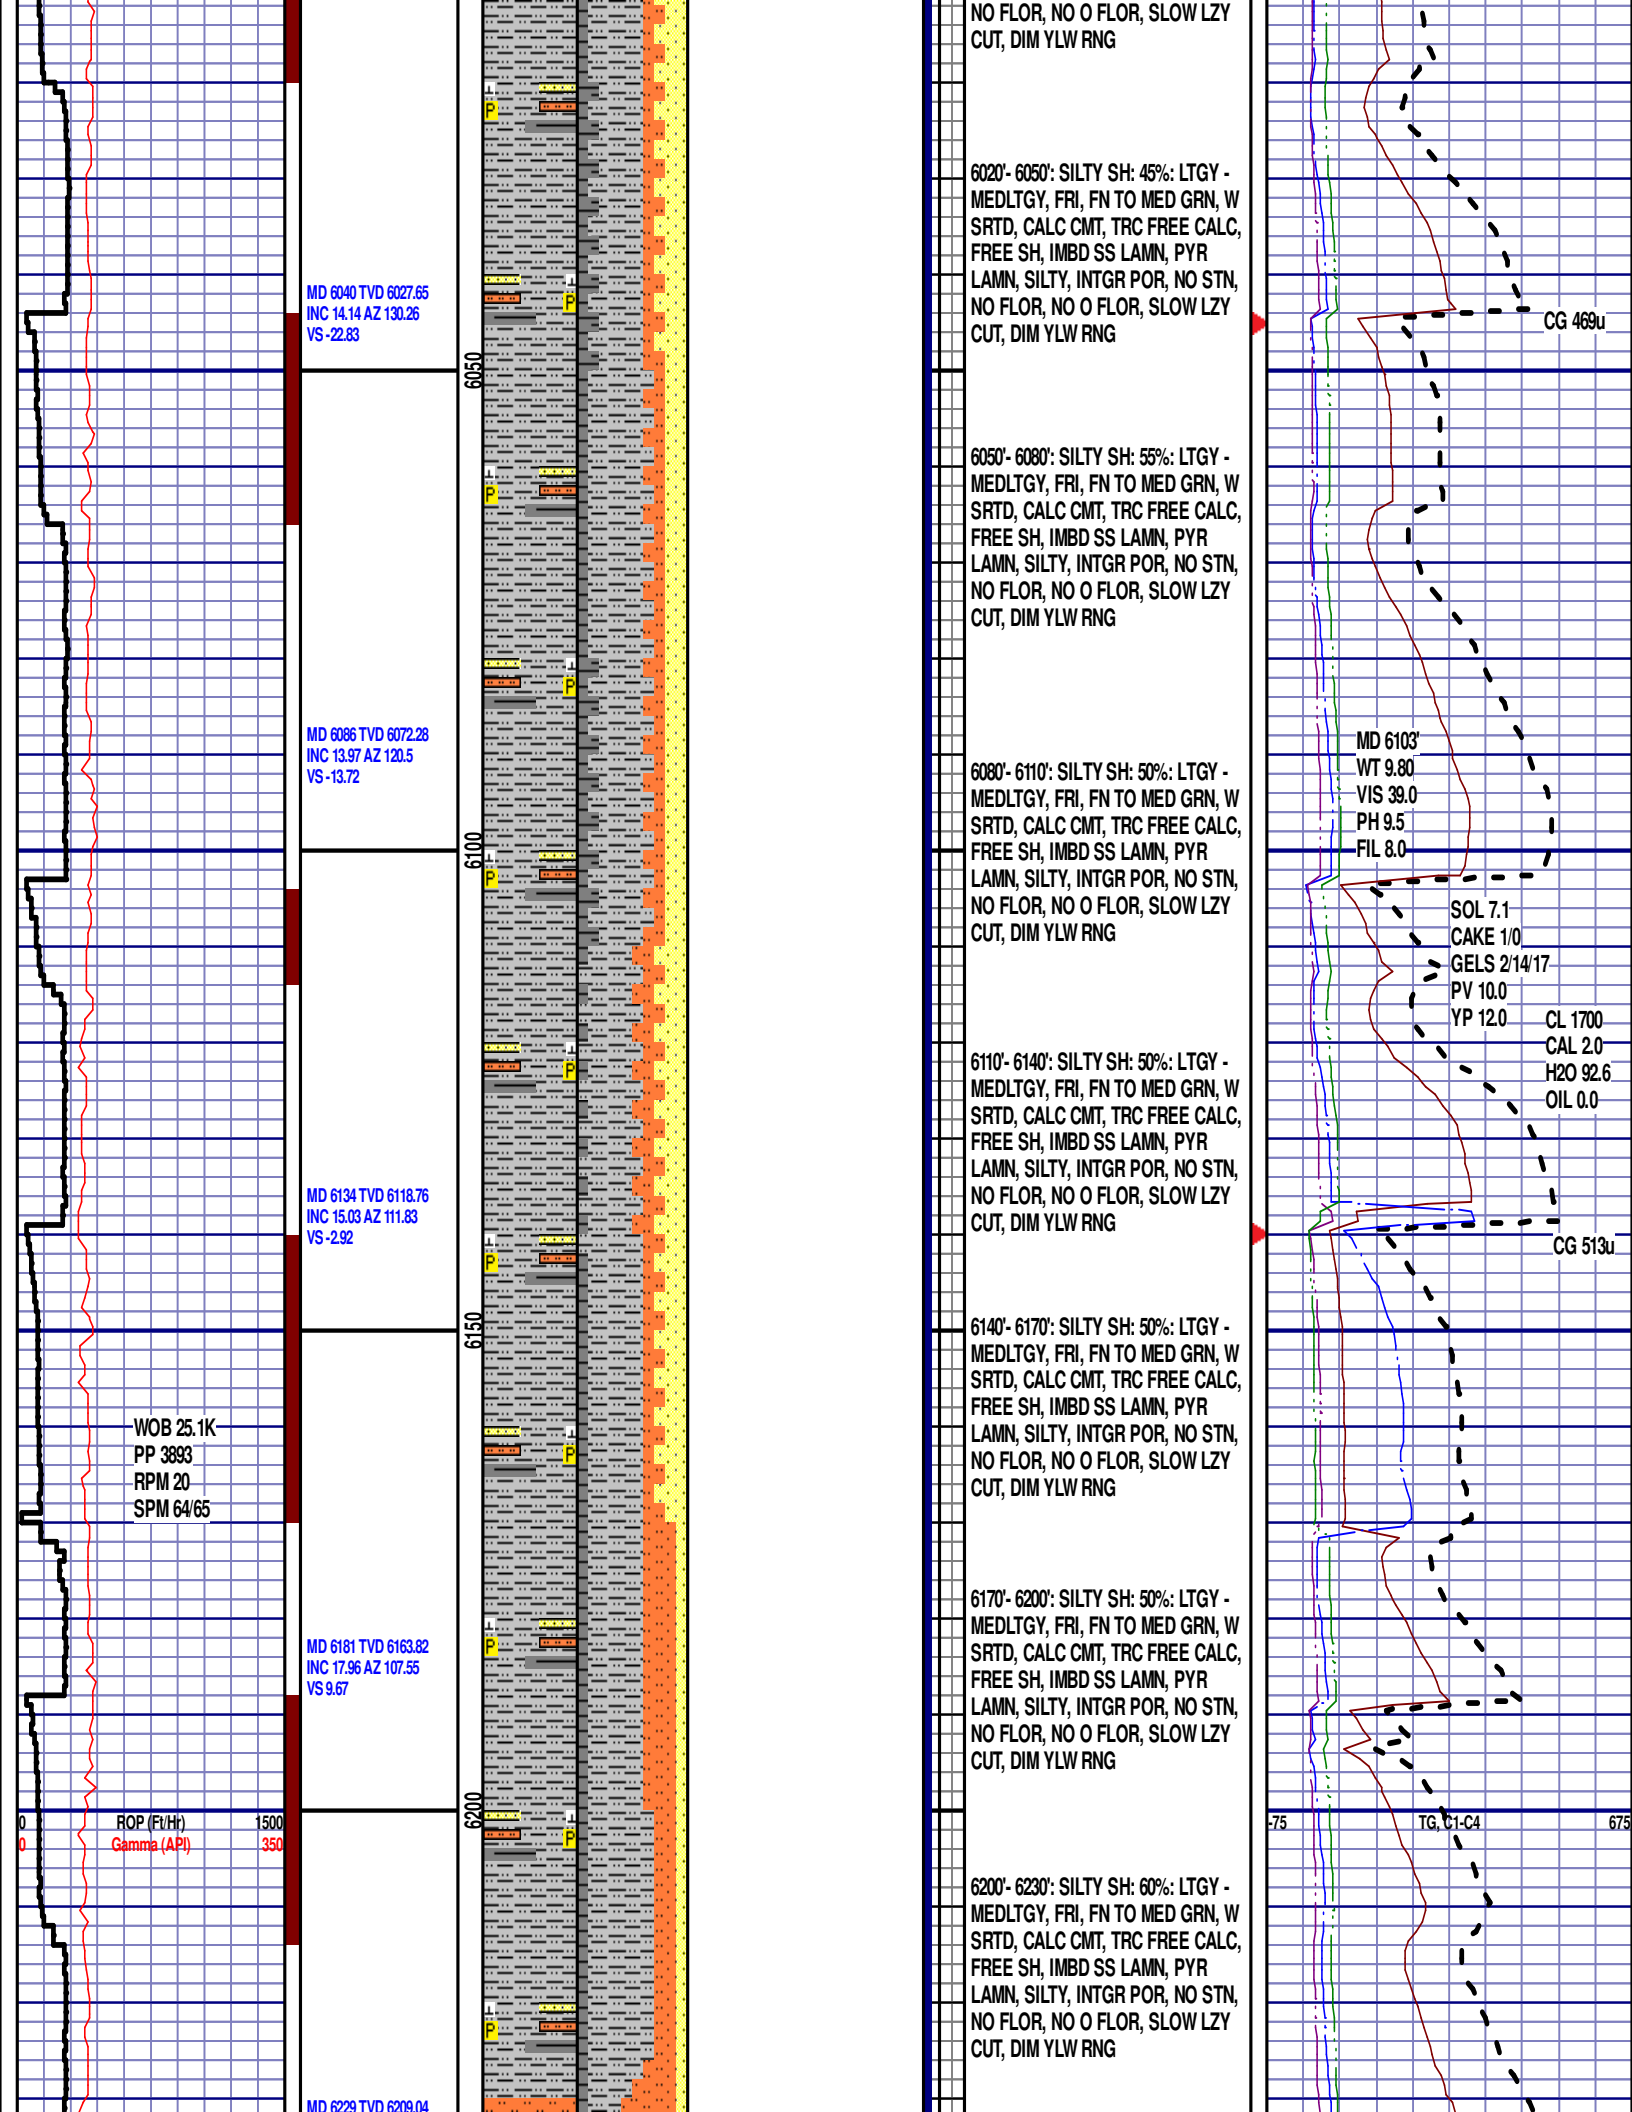 NO FLOR, NO O FLOR, SLOW LZY
CUT, DIM YLW RNG
P
6020'- 6050': SILTY SH: 45%: LTGY -
MEDLTGY, FRI, FN TO MED GRN, W
SRTD, CALC CMT, TRC FREE CALC,
FREE SH, IMBD SS LAMN, PYR
LAMN, SILTY, INTGR POR, NO STN,
NO FLOR, NO O FLOR, SLOW LZY
CUT, DIM YLW RNG
MD 6040 TVD 6027.65
INC 14.14 AZ 130.26
VS -22.83
P
CG 469u
6050
6050'- 6080': SILTY SH: 55%: LTGY -
MEDLTGY, FRI, FN TO MED GRN, W
SRTD, CALC CMT, TRC FREE CALC,
FREE SH, IMBD SS LAMN, PYR
LAMN, SILTY, INTGR POR, NO STN,
NO FLOR, NO O FLOR, SLOW LZY
CUT, DIM YLW RNG
P
P
MD 6086 TVD 6072.28
INC 13.97 AZ 120.5
VS -13.72
MD 6103'
WT 9.80
VIS 39.0
PH 9.5
FIL 8.0
6080'- 6110': SILTY SH: 50%: LTGY -
MEDLTGY, FRI, FN TO MED GRN, W
SRTD, CALC CMT, TRC FREE CALC,
FREE SH, IMBD SS LAMN, PYR
LAMN, SILTY, INTGR POR, NO STN,
NO FLOR, NO O FLOR, SLOW LZY
CUT, DIM YLW RNG
6100
P
SOL 7.1
CAKE 1/0
GELS 2/14/17
PV 10.0
YP 12.0
CL 1700
CAL 2.0
H2O 92.6
OIL 0.0
6110'- 6140': SILTY SH: 50%: LTGY -
MEDLTGY, FRI, FN TO MED GRN, W
SRTD, CALC CMT, TRC FREE CALC,
FREE SH, IMBD SS LAMN, PYR
LAMN, SILTY, INTGR POR, NO STN,
NO FLOR, NO O FLOR, SLOW LZY
CUT, DIM YLW RNG
P
MD 6134 TVD 6118.76
INC 15.03 AZ 111.83
VS -2.92
P
CG 513u
6150
6140'- 6170': SILTY SH: 50%: LTGY -
MEDLTGY, FRI, FN TO MED GRN, W
SRTD, CALC CMT, TRC FREE CALC,
FREE SH, IMBD SS LAMN, PYR
LAMN, SILTY, INTGR POR, NO STN,
NO FLOR, NO O FLOR, SLOW LZY
CUT, DIM YLW RNG
WOB 25.1K
PP 3893
RPM 20
SPM 64/65
P
6170'- 6200': SILTY SH: 50%: LTGY -
MEDLTGY, FRI, FN TO MED GRN, W
SRTD, CALC CMT, TRC FREE CALC,
FREE SH, IMBD SS LAMN, PYR
LAMN, SILTY, INTGR POR, NO STN,
NO FLOR, NO O FLOR, SLOW LZY
CUT, DIM YLW RNG
MD 6181 TVD 6163.82
INC 17.96 AZ 107.55
VS 9.67
P
6200
0 ROP (Ft/Hr) 1500
0 Gamma (API) 350
-75 TG, C1-C4 675
P
6200'- 6230': SILTY SH: 60%: LTGY -
MEDLTGY, FRI, FN TO MED GRN, W
SRTD, CALC CMT, TRC FREE CALC,
FREE SH, IMBD SS LAMN, PYR
LAMN, SILTY, INTGR POR, NO STN,
NO FLOR, NO O FLOR, SLOW LZY
CUT, DIM YLW RNG
P
MD 6229 TVD 6209.04